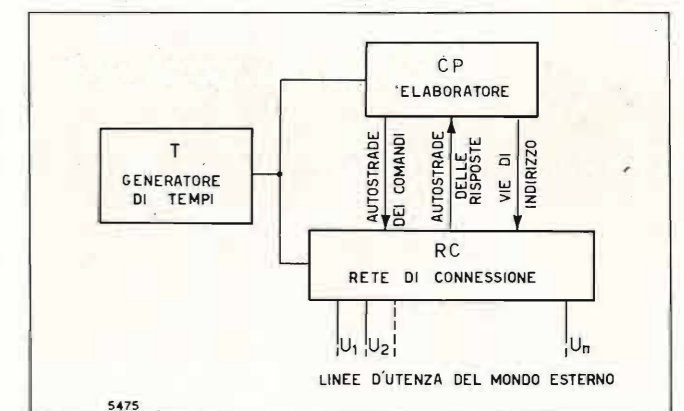 CP
ELABORATORE
T
GENERATORE
DI TEMPI
AUTOSTRADE
DEI COMANDI
AUTOSTRADE
DELLE
RISPOSTE
VIE DI
INDIRIZZO
RC
RETE DI CONNESSIONE
U1 U2 Un
LINEE D'UTENZA DEL MONDO ESTERNO
5475